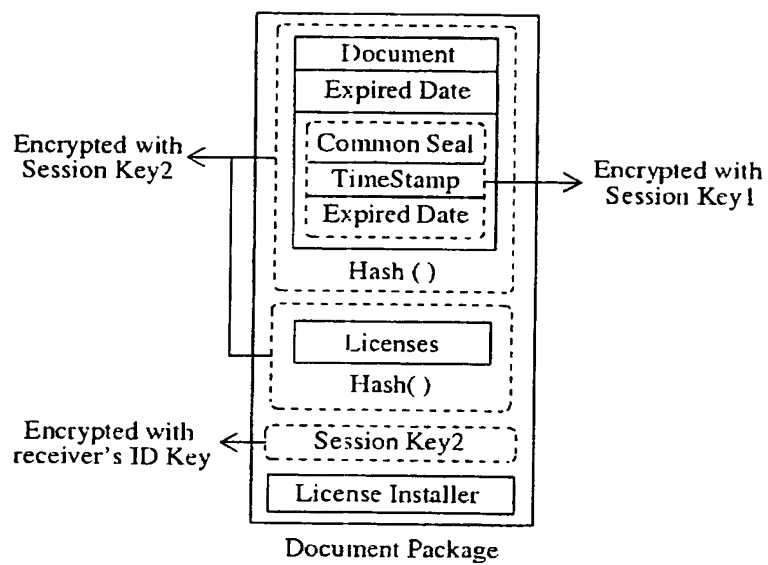 Document
Expired Date
Encrypted with
Session Key2
Common Seal
TimeStamp
Expired Date
Encrypted with
Session Key1
Hash ( )
Licenses
Hash( )
Encrypted with
receiver's ID Key
Session Key2
License Installer
Document Package